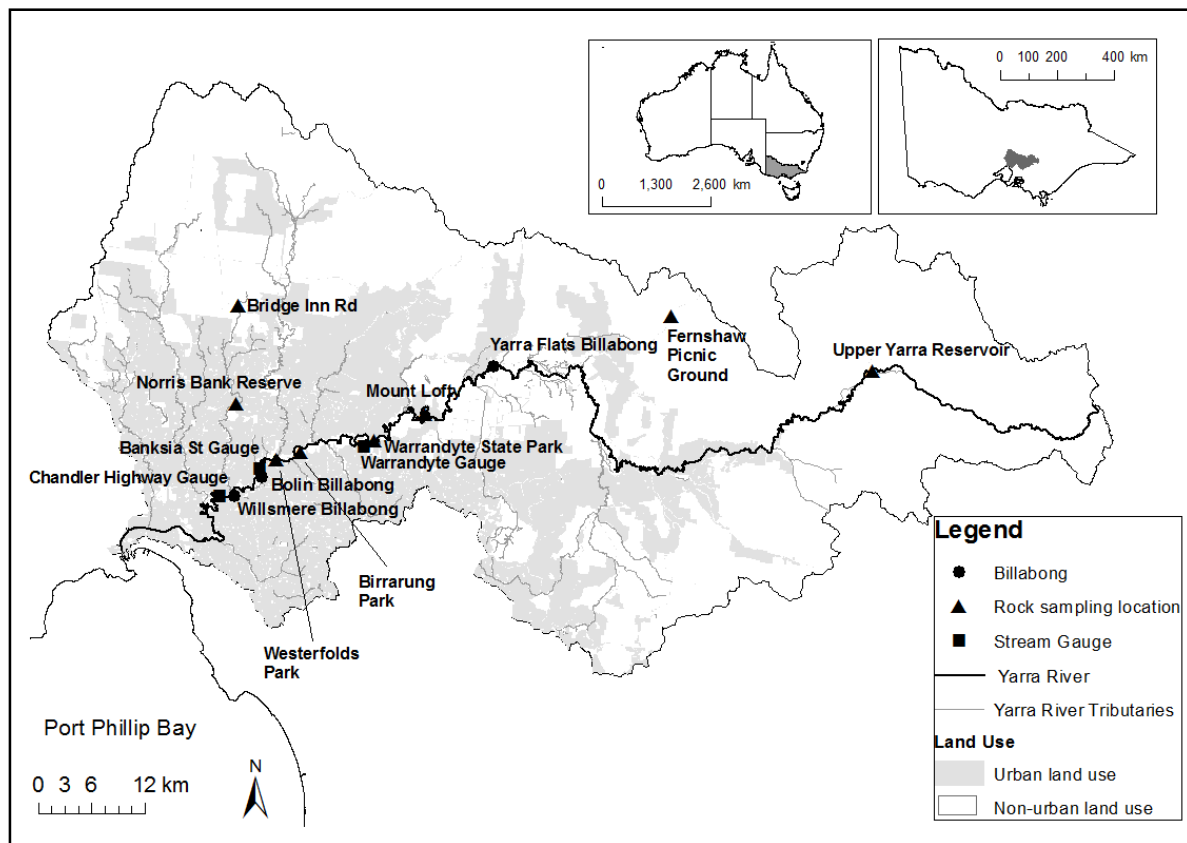 0 1,300 2,600 km
0 100 200 400 km
Bridge Inn Rd
Fernshaw
Picnic
Ground
Yarra Flats Billabong
Upper Yarra Reservoir
Norris Bank Reserve
Mount Lofty
Banksia St Gauge
Warrandyte State Park
Warrandyte Gauge
Chandler Highway Gauge
Bolin Billabong
Willsmere Billabong
Birrarung
Park
Westerfolds
Park
Port Phillip Bay
0 3 6 12 km
N
Legend
Billabong
Rock sampling location
Stream Gauge
Yarra River
Yarra River Tributaries
Land Use
Urban land use
Non-urban land use